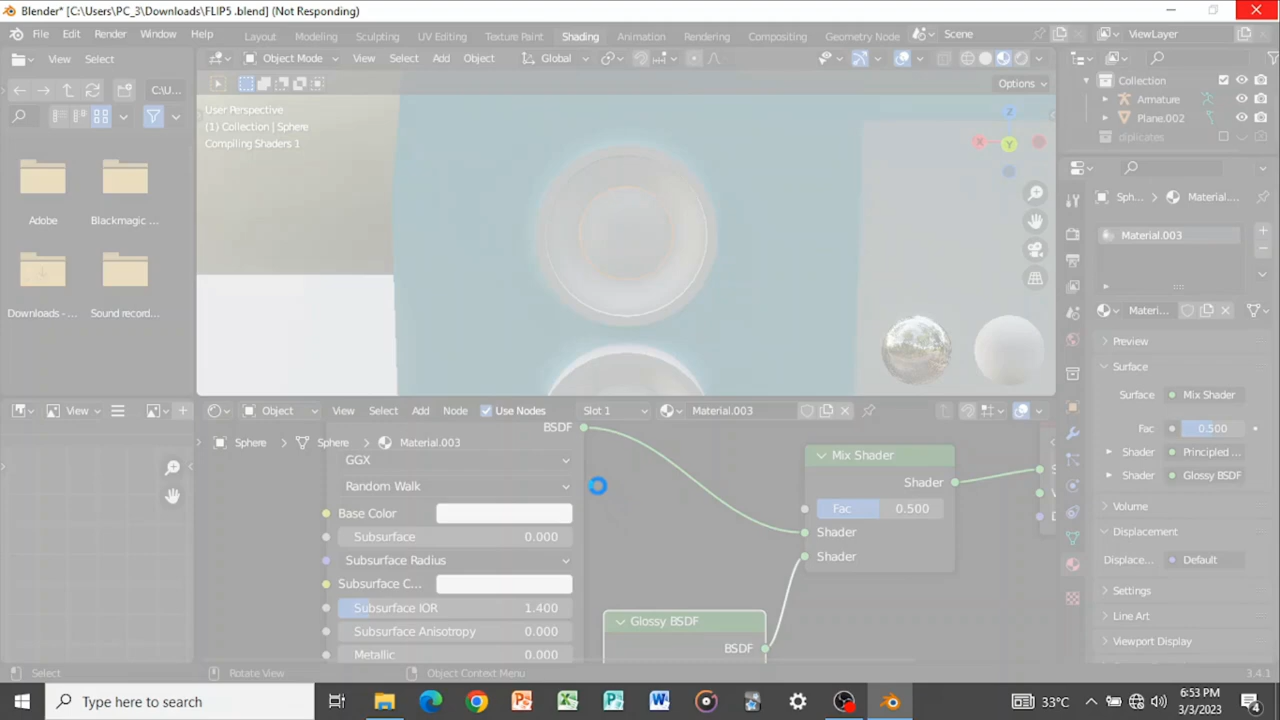 Blender* [C:\Users\PC_3\Downloads\FLIP5 .blend] (Not Responding)
File Edit Render Window Help Layout Modeling Sculpting UV Editing Texture Paint Shading Animation Rendering Compositing Geometry Node Scene ViewLayer
View Select Object Mode View Select Add Object Global
C:\U... Options Collection
User Perspective Armature
(1) Collection | Sphere Plane.002
Compiling Shaders 1
Z
X Y
Sph... Material...
Adobe Blackmagic ...
Material.003
Downloads - ... Sound record...
Materi...
Preview
Surface
Surface Mix Shader
View Object View Select Add Node Use Nodes Slot 1 Material.003
Fac 0.500
Sphere Sphere Material.003
BSDF
Shader Principled ...
GGX
Mix Shader
Shader Glossy BSDF
Random Walk Shader
Volume
Base Color
Fac 0.500
Subsurface 0.000
Shader
Displacement
Subsurface Radius
Shader
Displace... Default
Subsurface C...
Settings
Subsurface IOR 1.400
Line Art
Glossy BSDF
Subsurface Anisotropy 0.000
Viewport Display
BSDF
Metallic 0.000
Select Rotate View Object Context Menu 3.4.1
Type here to search 33°C 6:53 PM
3/3/2023 4